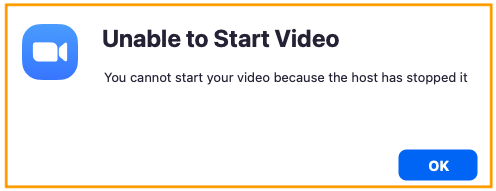 Unable to Start Video
You cannot start your video because the host has stopped it
OK